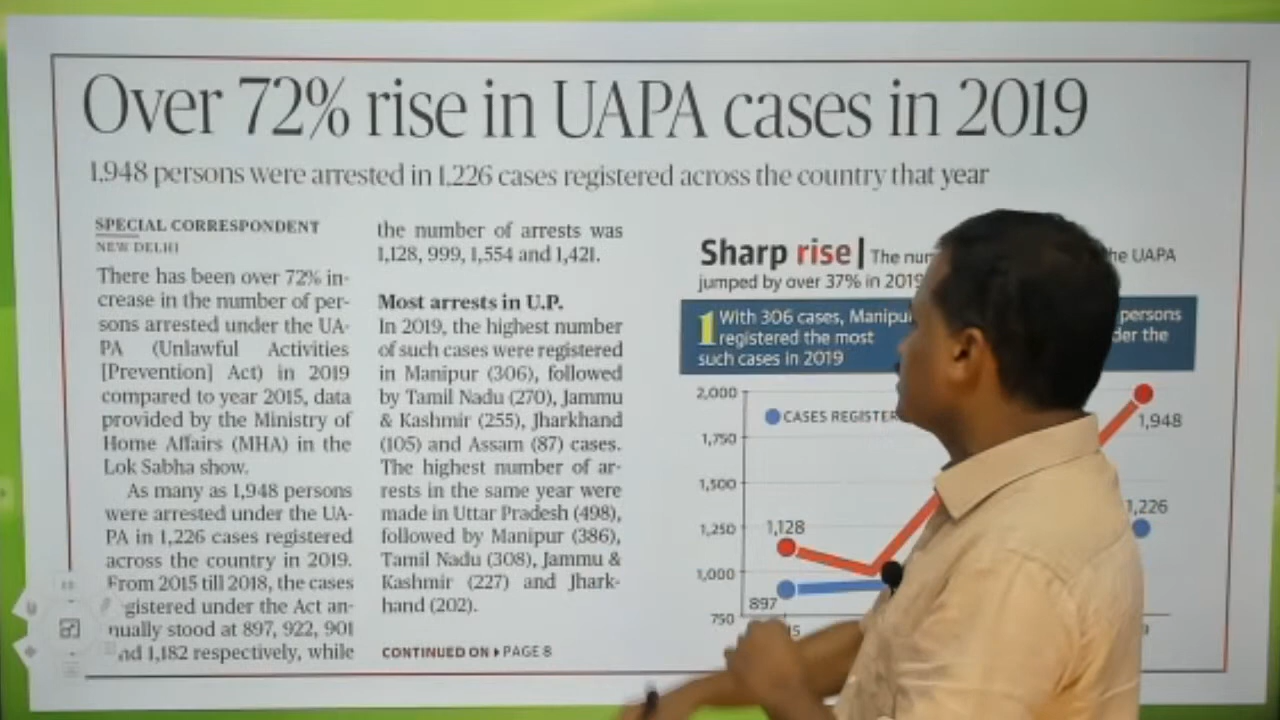 Over 72% rise in UAPA cases in 2019
1,948 persons were arrested in 1,226 cases registered across the country that year
SPECIAL CORRESPONDENT
NEW DELHI
There has been over 72% in-
crease in the number of per-
sons arrested under the UA-
PA (Unlawful Activities
[Prevention] Act) in 2019
compared to year 2015, data
provided by the Ministry of
Home Affairs (MHA) in the
Lok Sabha show.
As many as 1,948 persons
were arrested under the UA-
PA in 1,226 cases registered
across the country in 2019.
From 2015 till 2018, the cases
gistered under the Act an-
nually stood at 897, 922, 901
nd 1,182 respectively, while
the number of arrests was
1,128, 999, 1,554 and 1,421.
Most arrests in U.P.
In 2019, the highest number
of such cases were registered
in Manipur (306), followed
by Tamil Nadu (270), Jammu
& Kashmir (255), Jharkhand
(105) and Assam (87) cases.
The highest number of ar-
rests in the same year were
made in Uttar Pradesh (498),
followed by Manipur (386),
Tamil Nadu (308), Jammu &
Kashmir (227) and Jhark-
hand (202).
CONTINUED ON PAGE 8
Sharp rise | The the UAPA
jumped by over 37% in 2019
1 With 306 cases, persons
registered the most the
such cases in 2019
2,000
CASES
1,948
1,750
1,500
1,226
1,250
1,128
1,000
897
750